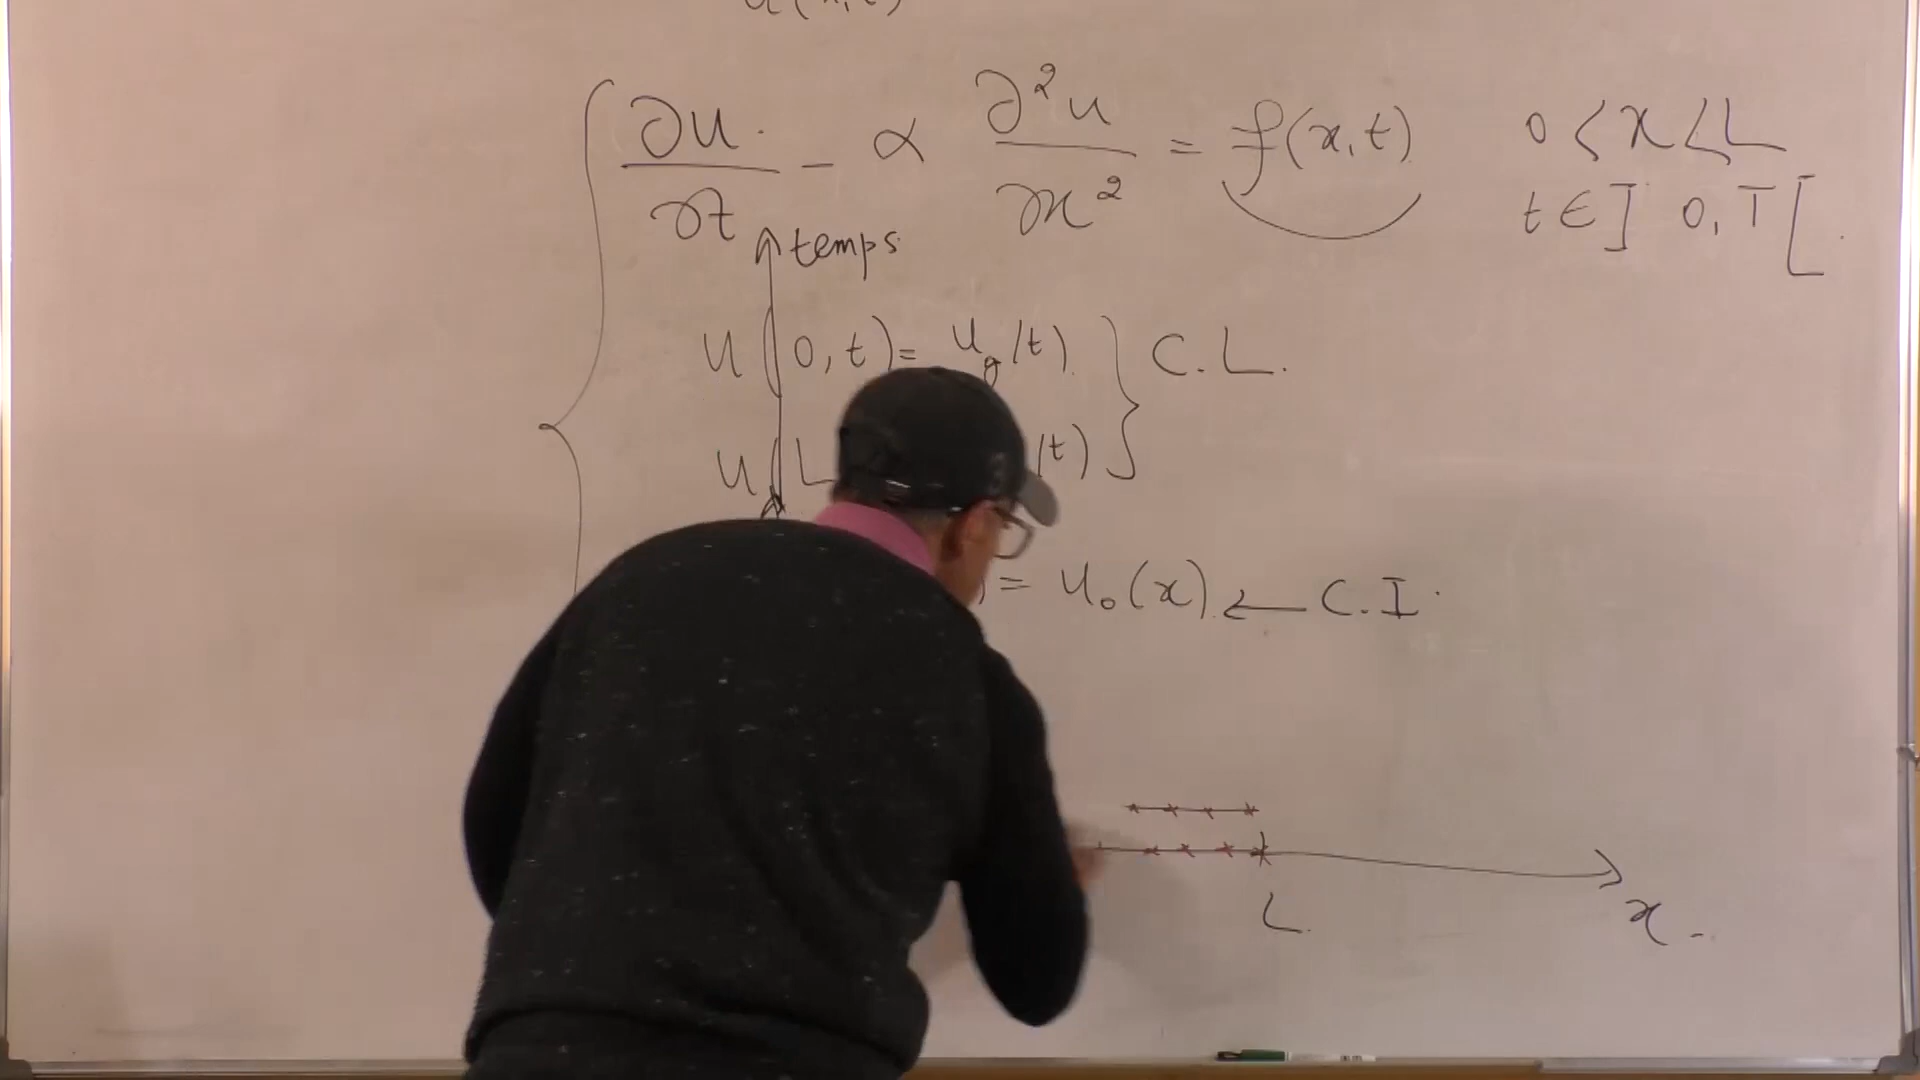 u(x,t)
∂u/∂t - α ∂²u/∂x² = f(x,t) 0<x<L
t∈]0,T[.
temps
u(0,t)= u_g(t) } C.L.
u(L (t)
) = u₀(x). ← C.I.
L
x